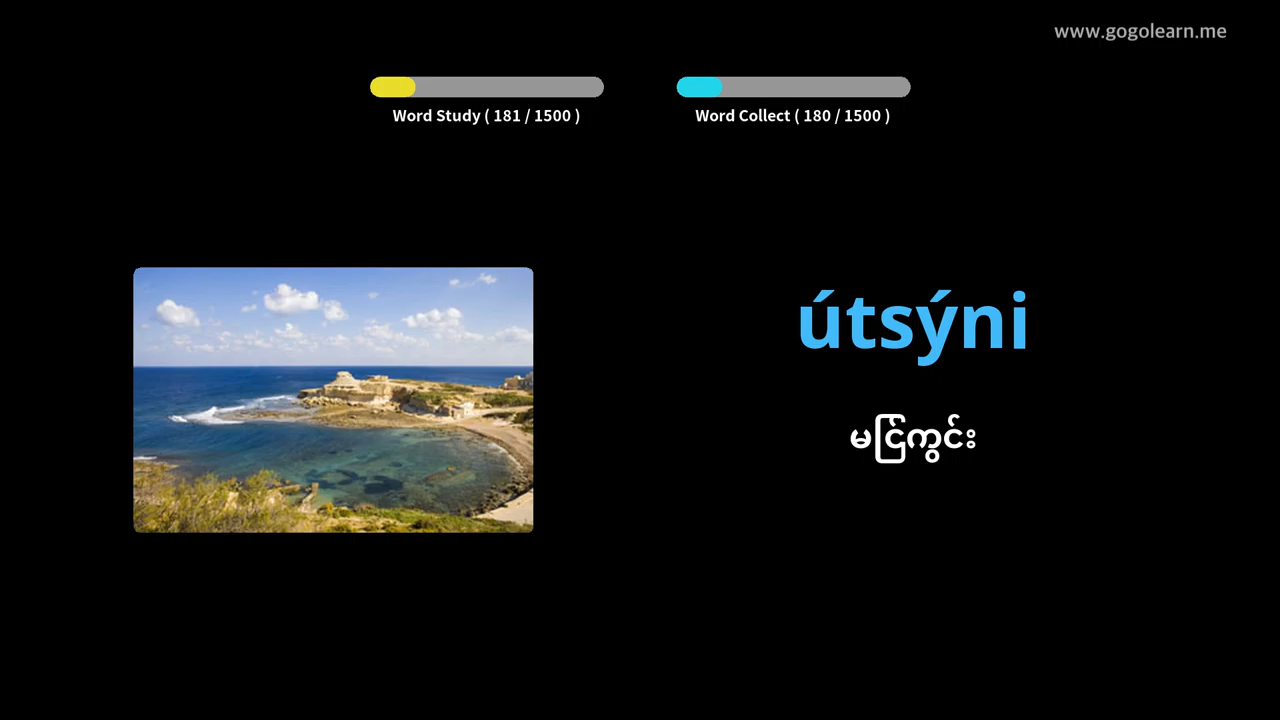 www.gogolearn.me
Word Study ( 181 / 1500 )
Word Collect ( 180 / 1500 )
útsýni
မငြ်ကွင်း